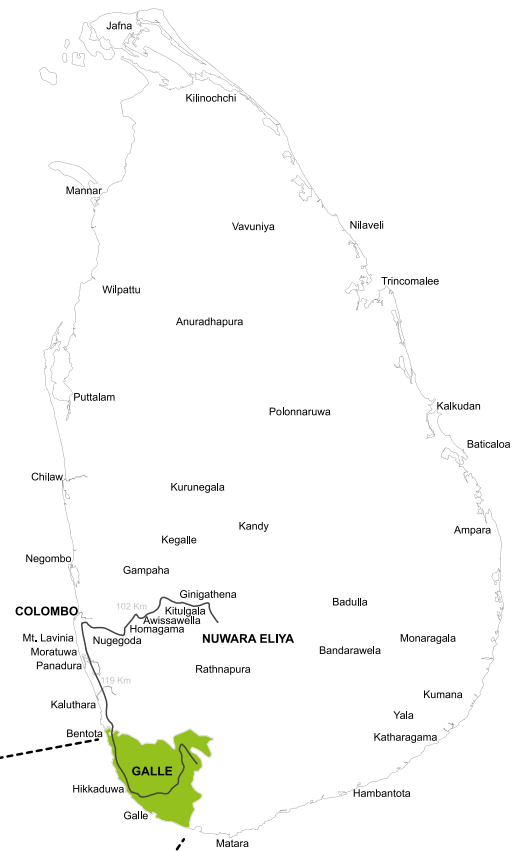 Jafna
Kilinochchi
Mannar
Vavuniya
Nilaveli
Trincomalee
Wilpattu
Anuradhapura
Puttalam
Polonnaruwa
Kalkudan
Baticaloa
Chilaw
Kurunegala
Kandy
Ampara
Kegalle
Negombo
Gampaha
Ginigathena
102 Km
Kitulgala
Badulla
COLOMBO
Awissawella
Homagama
Mt. Lavinia
Nugegoda
NUWARA ELIYA
Monaragala
Moratuwa
Bandarawela
Panadura
Rathnapura
119 Km
Kumana
Kaluthara
Yala
Bentota
Katharagama
GALLE
Hikkaduwa
Hambantota
Galle
Matara